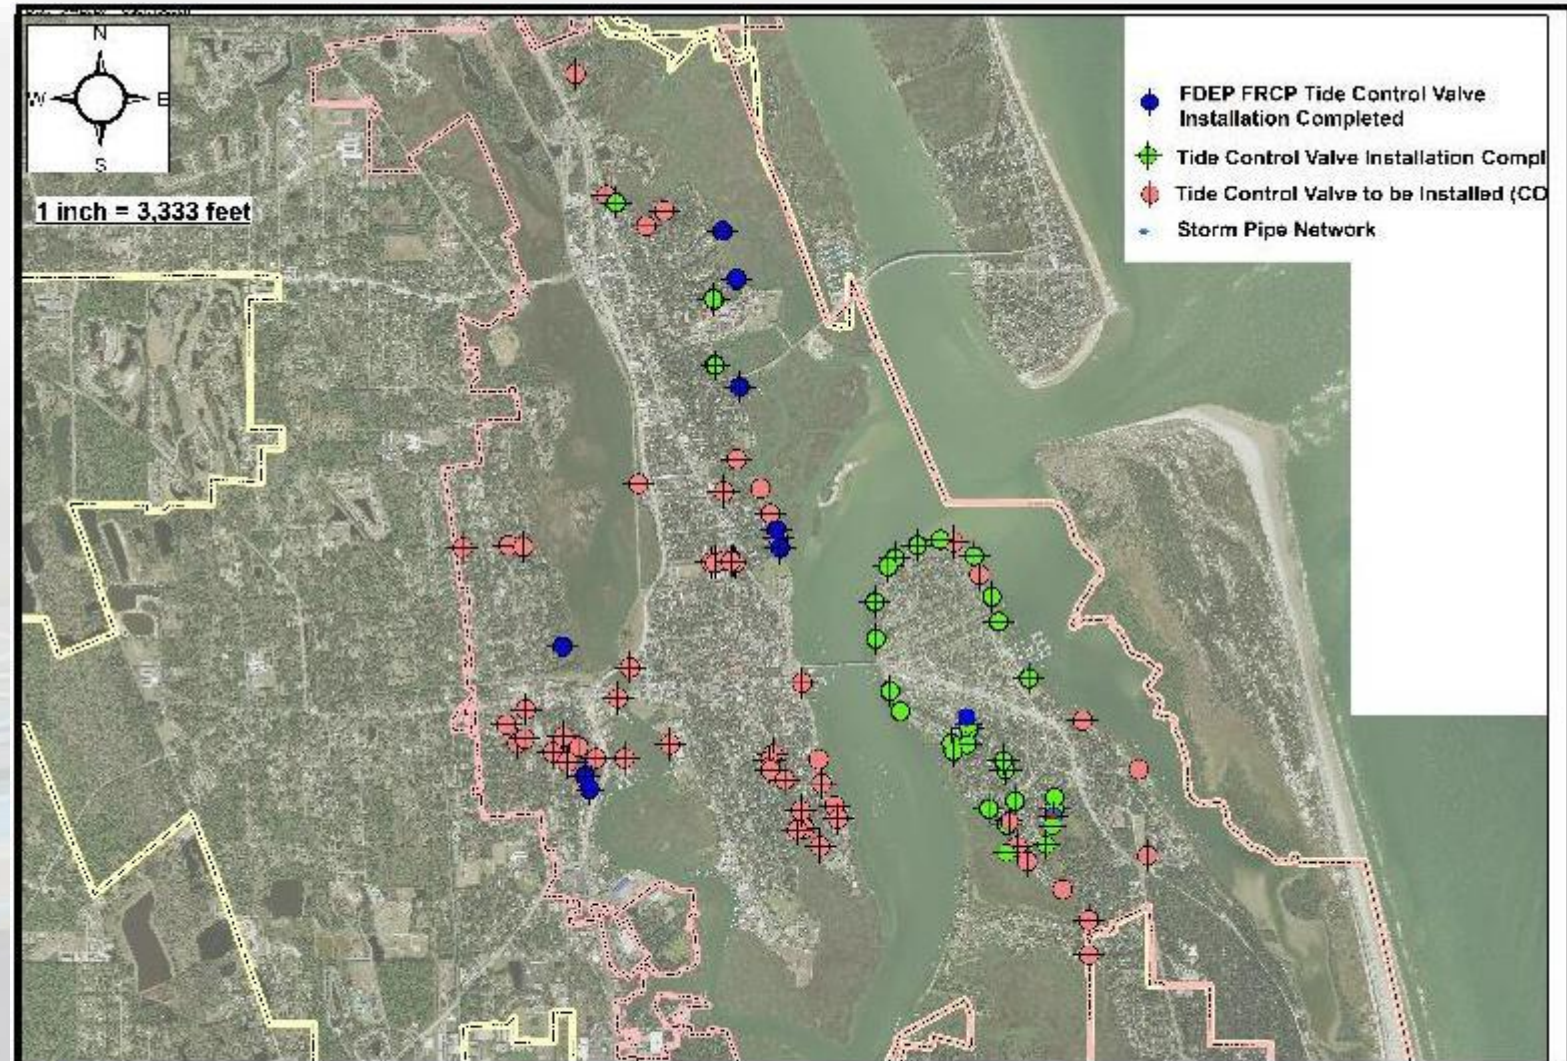 N
W E
S
1 inch = 3,333 feet
FDEP FRCP Tide Control Valve
Installation Completed
Tide Control Valve Installation Compl
Tide Control Valve to be Installed (CO
Storm Pipe Network